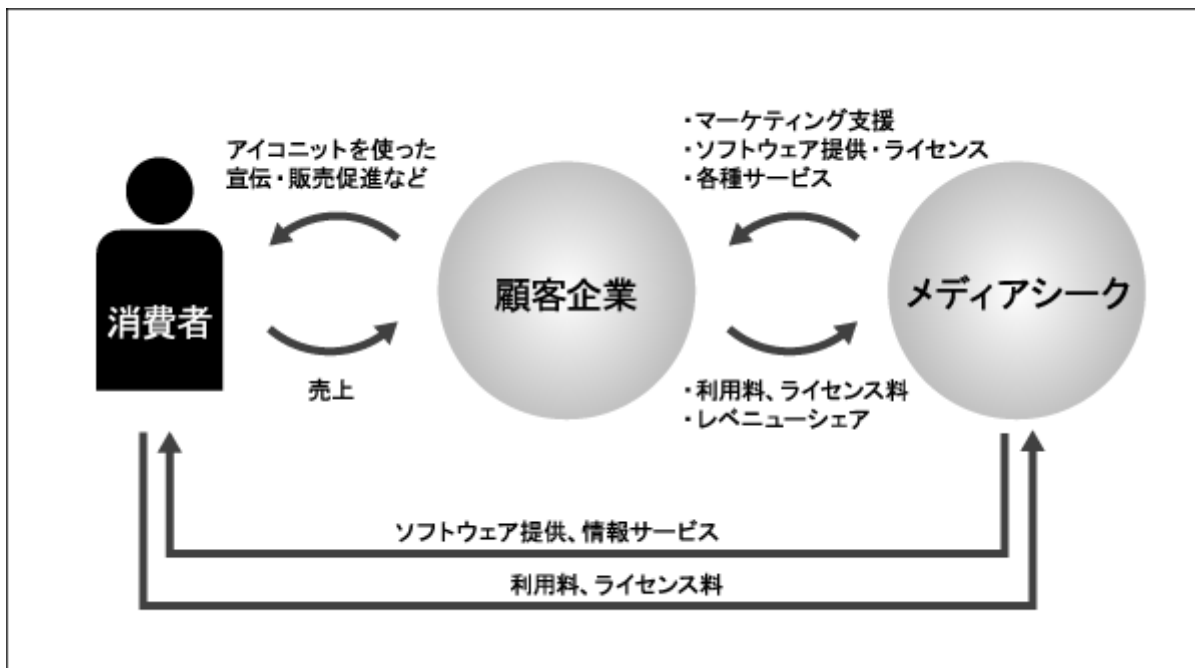 アイコニットを使った
宣伝・販売促進など
・マーケティング支援
・ソフトウェア提供・ライセンス
・各種サービス
消費者
顧客企業
メディアシーク
売上
・利用料、ライセンス料
・レベニューシェア
ソフトウェア提供、情報サービス
利用料、ライセンス料